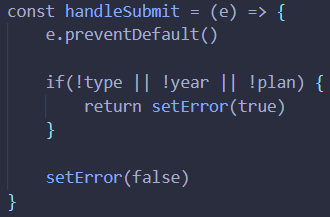 const handleSubmit = (e) => {
    e.preventDefault()

    if(!type || !year || !plan) {
        return setError(true)
    }

    setError(false)
}